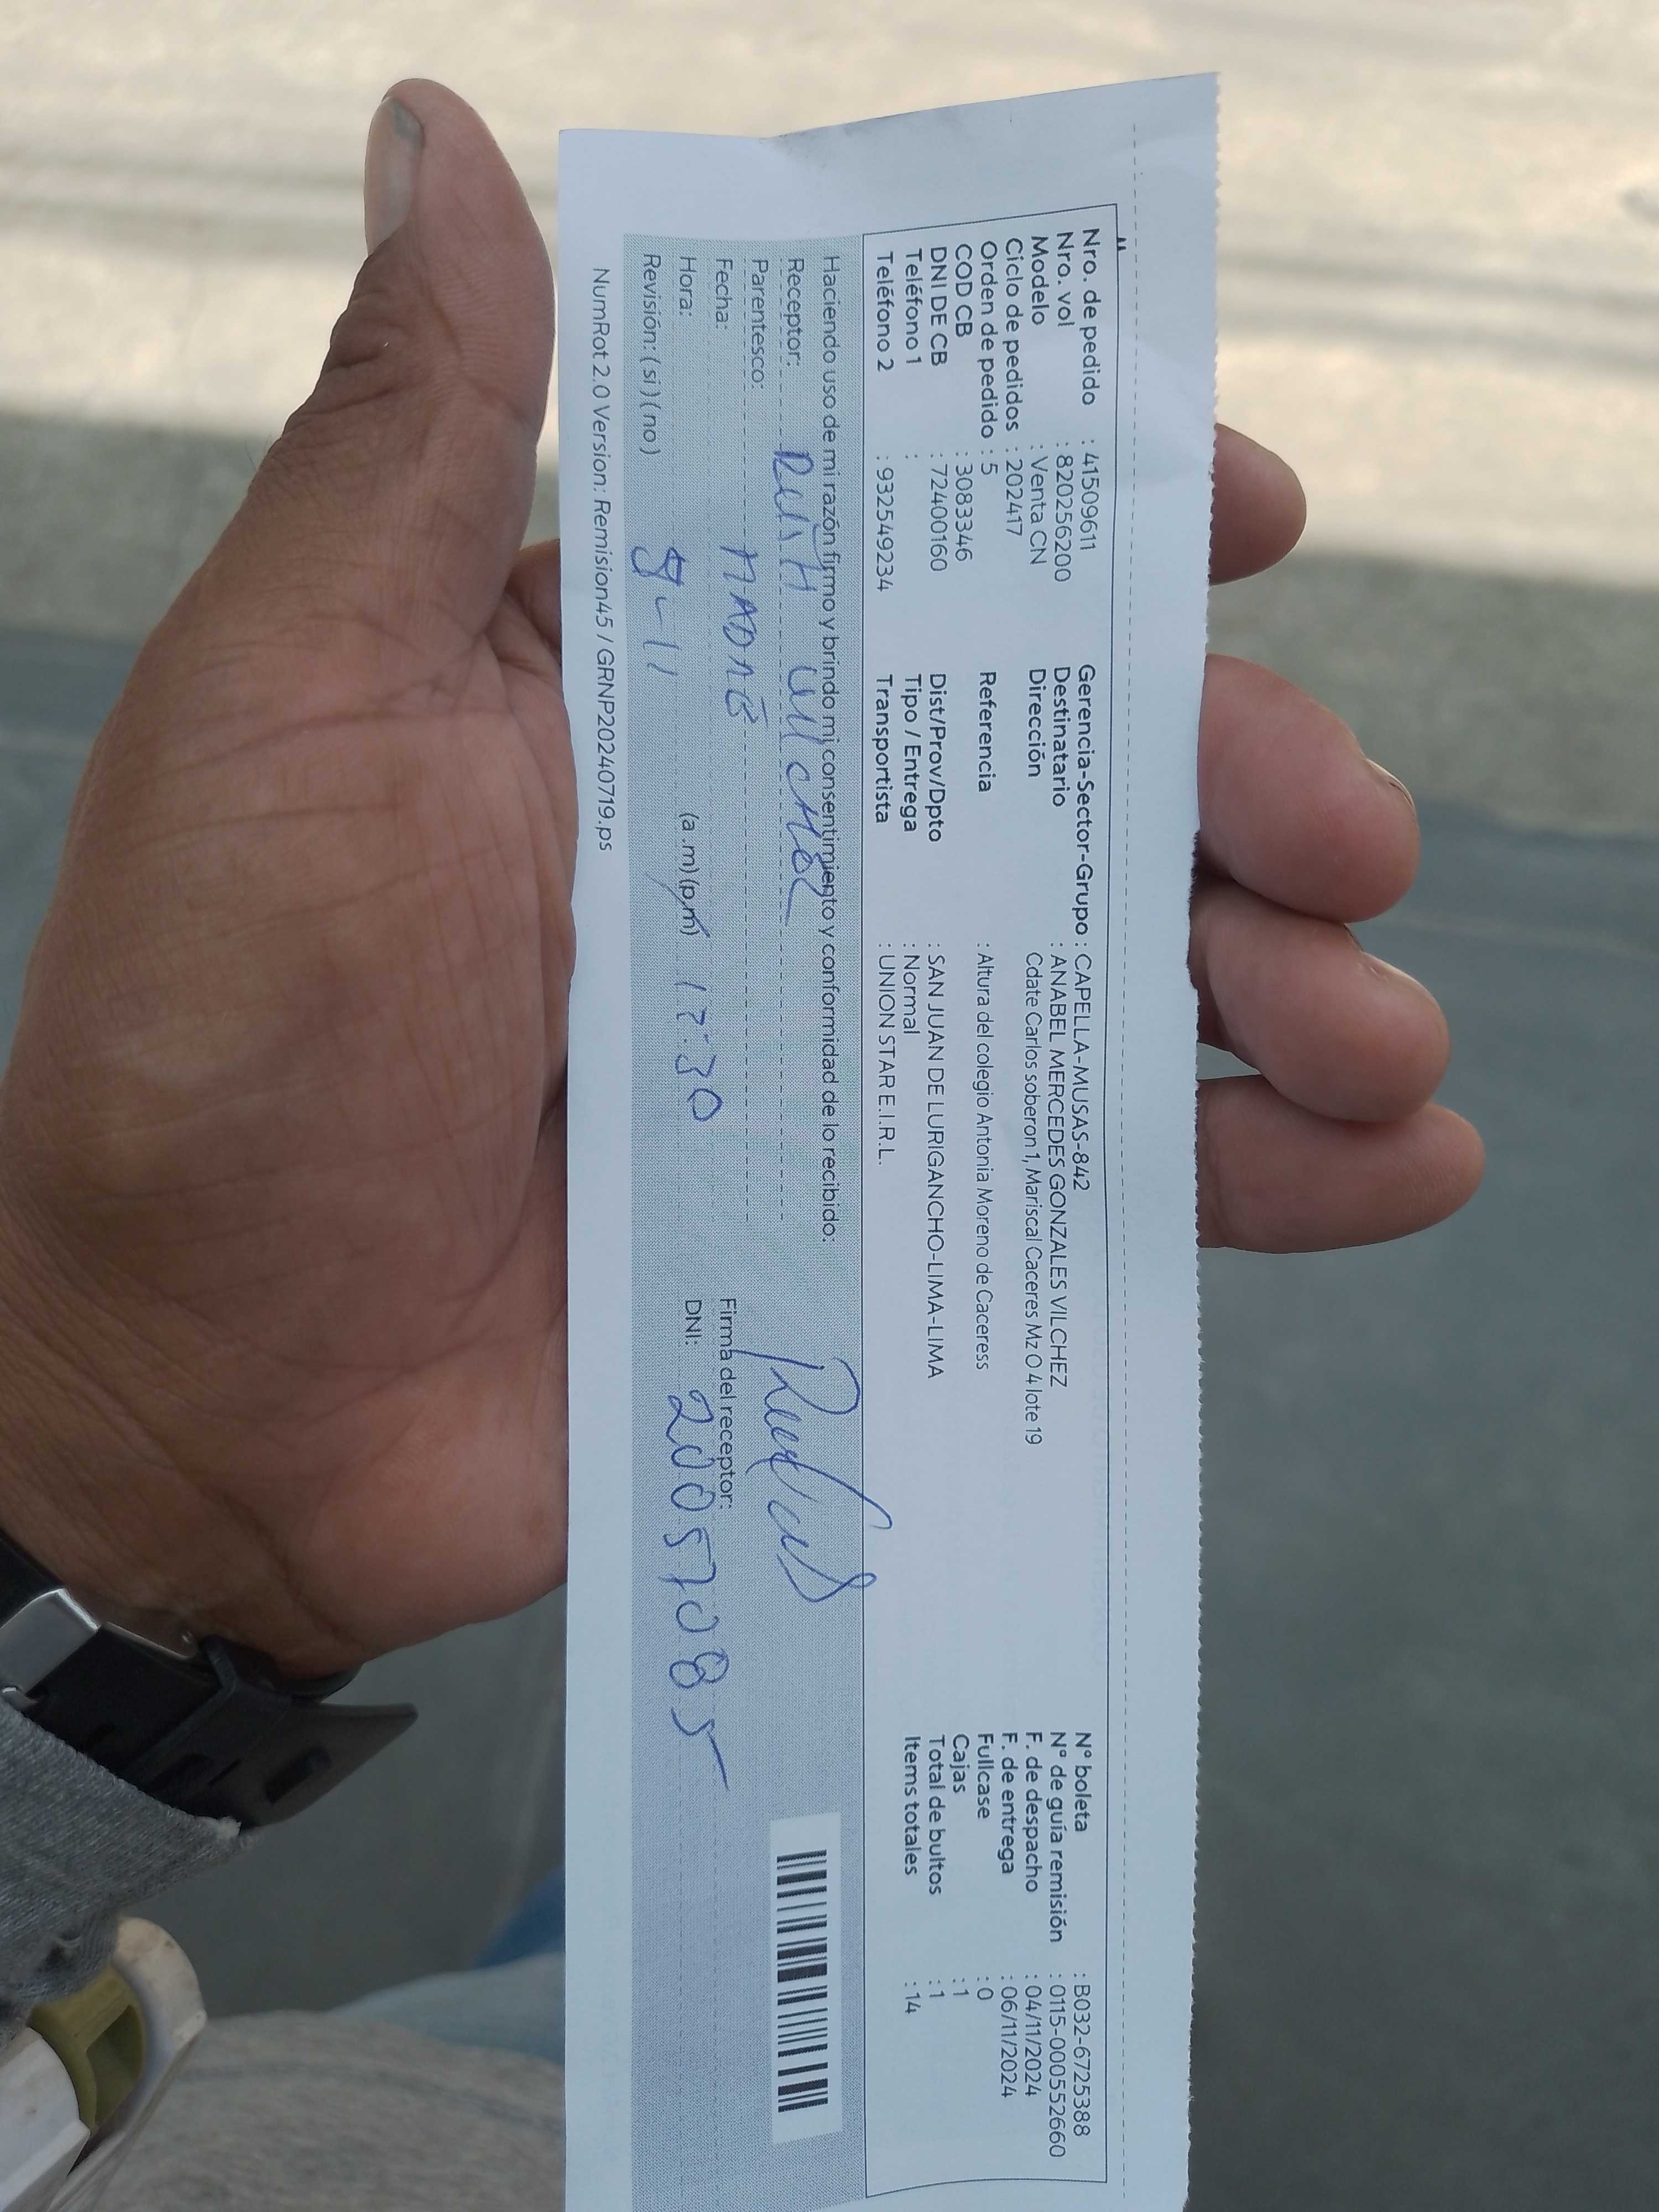 Nro. de pedido : 41509611
Nro. vol : 820256200
Modelo : Venta CN
Ciclo de pedidos : 202417
Orden de pedido : 5
COD CB : 3083346
DNI DE CB : 72400160
Teléfono 1 :
Teléfono 2 : 932549234
Gerencia-Sector-Grupo : CAPELLA-MUSAS-842
Destinatario : ANABEL MERCEDES GONZALES VILCHEZ
Dirección Cdate Carlos soberon 1, Mariscal Caceres Mz O 4 lote 19
Referencia : Altura del colegio Antonia Moreno de Caceress
Dist/Prov/Dpto : SAN JUAN DE LURIGANCHO-LIMA-LIMA
Tipo / Entrega : Normal
Transportista : UNION STAR E.I.R.L.
N° boleta : B032-6725388
N° de guía remisión : 0115-000552660
F. de despacho : 04/11/2024
F. de entrega : 06/11/2024
Fullcase : 0
Cajas : 1
Total de bultos : 1
Items totales : 14
Haciendo uso de mi razón firmo y brindo mi consentimiento y conformidad de lo recibido:
Receptor:
Parentesco: MADRE
Fecha:
Hora: (a.m) (p.m) 12:30
Revisión: (si) (no)
Firma del receptor:
DNI: 20057085
NumRot 2.0 Version: Remision45 / GRNP20240719.ps